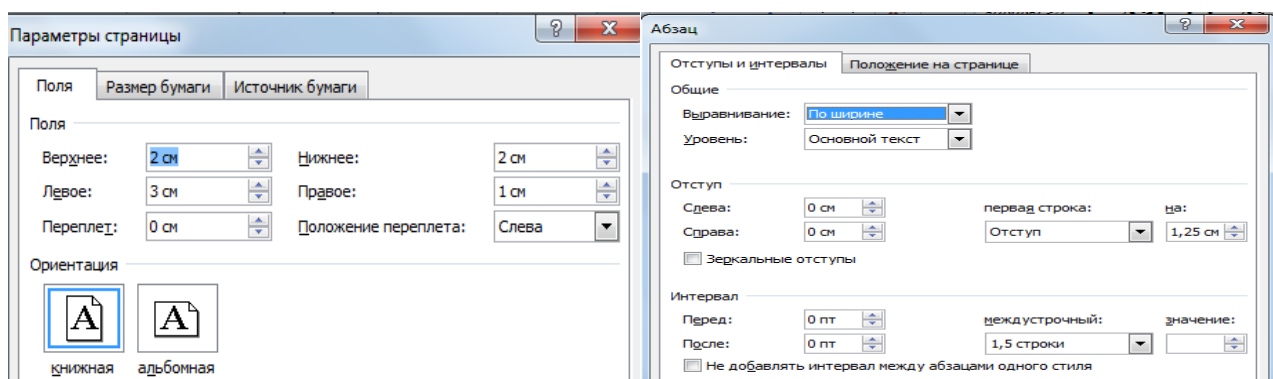 Параметры страницы
Поля Размер бумаги Источник бумаги
Поля
Верхнее: 2 см Нижнее: 2 см
Левое: 3 см Правое: 1 см
Переплет: 0 см Положение переплета: Слева
Ориентация
A A
книжная альбомная
Абзац
Отступы и интервалы Положение на странице
Общие
Выравнивание: По ширине
Уровень: Основной текст
Отступ
Слева: 0 см первая строка: на:
Справа: 0 см Отступ 1,25 см
Зеркальные отступы
Интервал
Перед: 0 пт междустрочный: значение:
После: 0 пт 1,5 строки
Не добавлять интервал между абзацами одного стиля